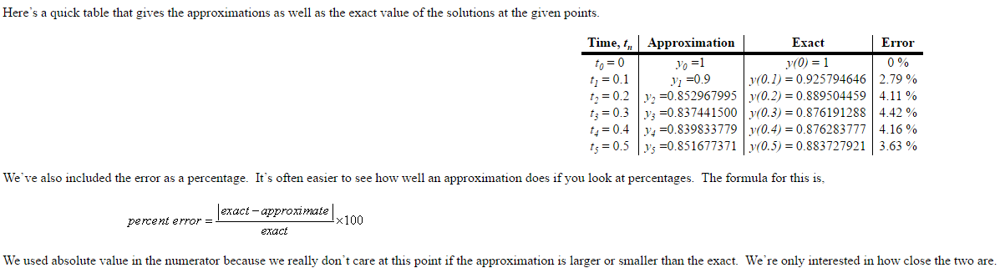 Here's a quick table that gives the approximations as well as the exact value of the solutions at the given points.
Time, tn Approximation Exact Error
t0 = 0 y0 =1 y(0) = 1 0 %
t1 = 0.1 y1 =0.9 y(0.1) = 0.925794646 2.79 %
t2 = 0.2 y2 =0.852967995 y(0.2) = 0.889504459 4.11 %
t3 = 0.3 y3 =0.837441500 y(0.3) = 0.876191288 4.42 %
t4 = 0.4 y4 =0.839833779 y(0.4) = 0.876283777 4.16 %
t5 = 0.5 y5 =0.851677371 y(0.5) = 0.883727921 3.63 %
We've also included the error as a percentage. It's often easier to see how well an approximation does if you look at percentages. The formula for this is,
percent error = |exact − approximate| / exact ×100
We used absolute value in the numerator because we really don't care at this point if the approximation is larger or smaller than the exact. We're only interested in how close the two are.